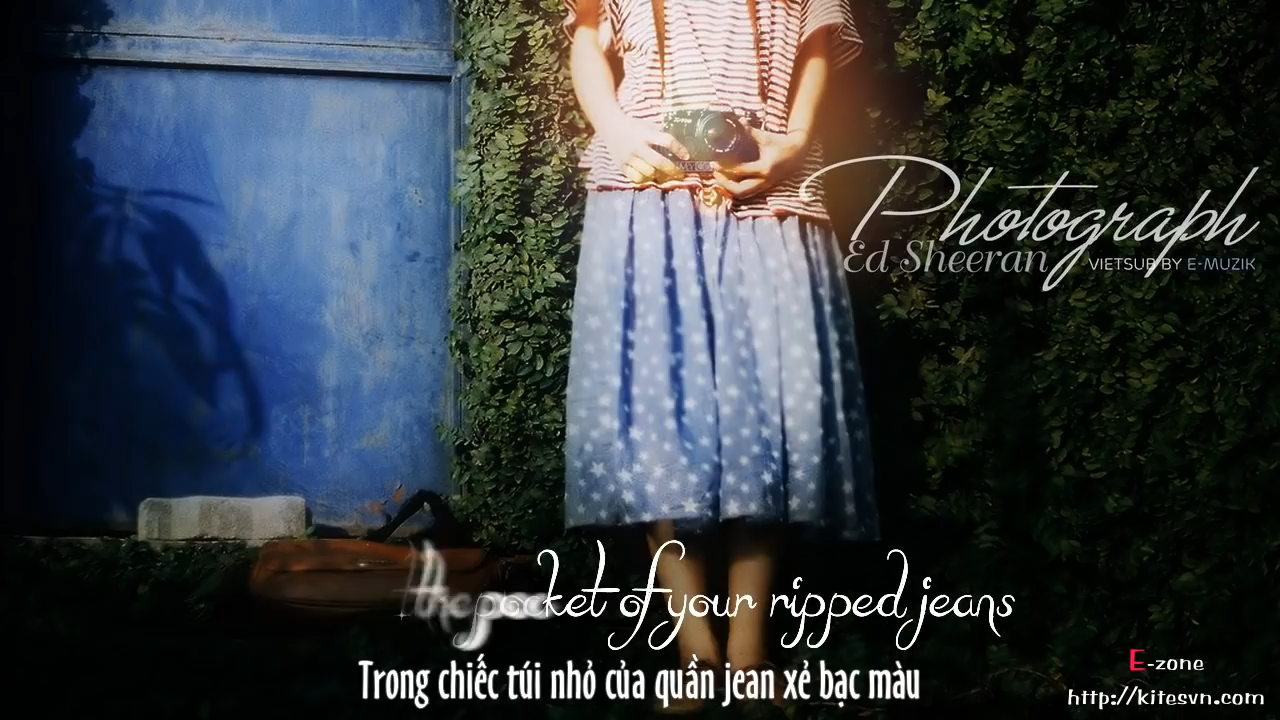 Photograph
Ed Sheeran
VIETSUB BY E-MUZIK
the pocket of your ripped jeans
Trong chiếc túi nhỏ của quần jean xẻ bạc màu
E-zone
http://kitesvn.com